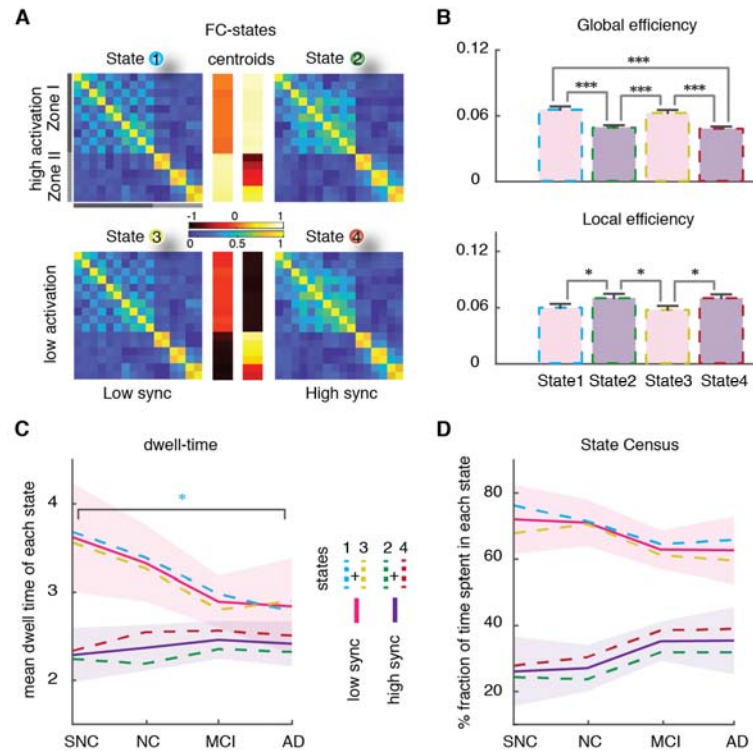 A
FC-states
State 1
centroids
State 2
high activation
Zone I
Zone II
-1 0 1
0 0.5 1
State 3
State 4
low activation
Low sync
High sync
B
Global efficiency
0.12
0.06
0
***
***
***
***
Local efficiency
0.12
0.06
0
*
*
*
State1 State2 State3 State4
C
dwell-time
mean dwell time of each state
4
3
2
*
SNC NC MCI AD
states
1 3 2 4
+ +
low sync
high sync
D
State Census
% fraction of time sptent in each state
80
60
40
20
SNC NC MCI AD